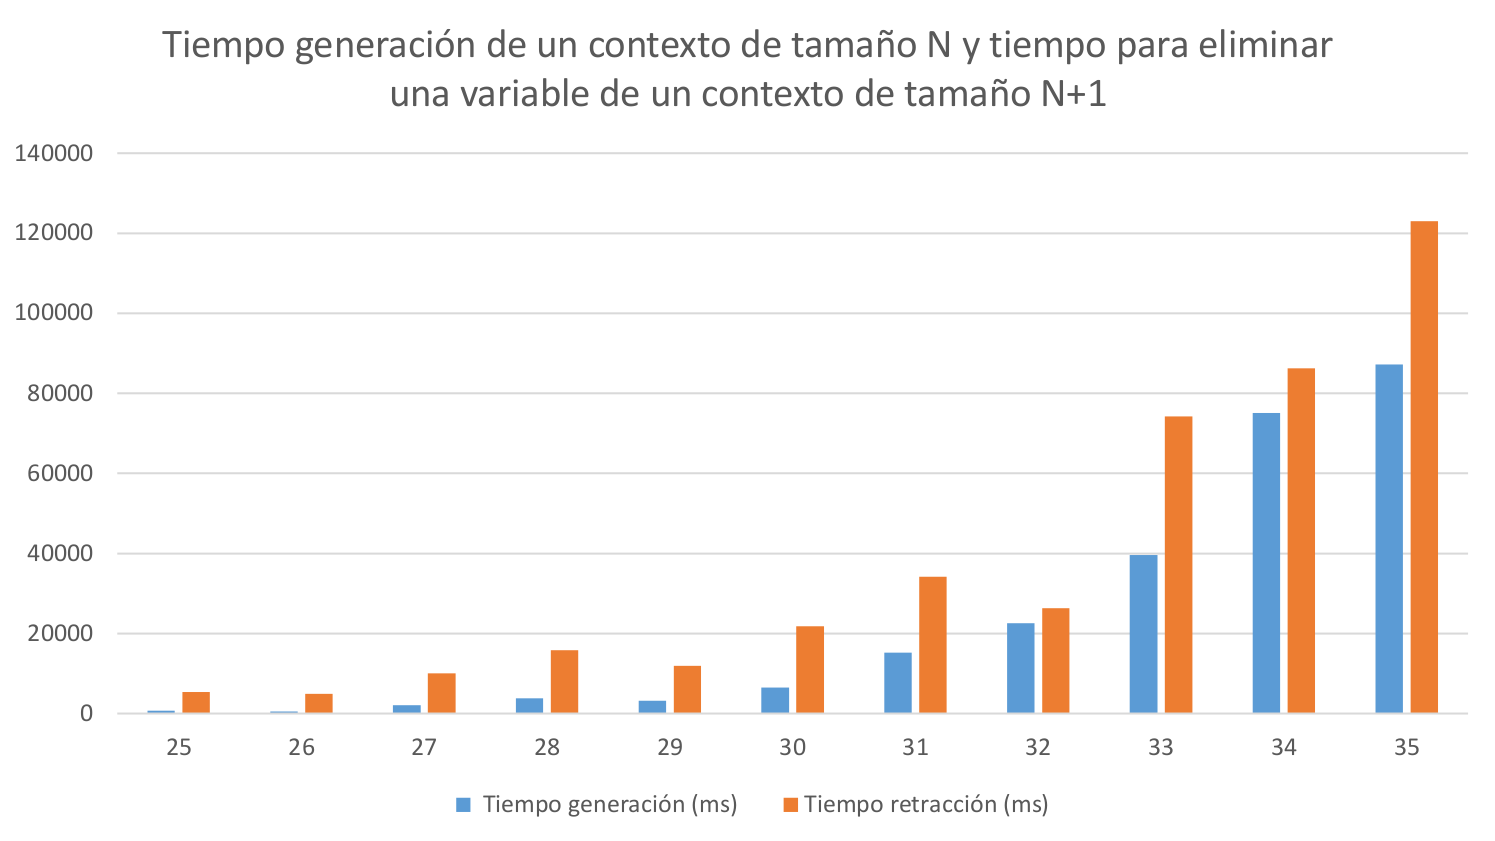 Tiempo generación de un contexto de tamaño N y tiempo para eliminar
una variable de un contexto de tamaño N+1
140000
120000
100000
80000
60000
40000
20000
0
25 26 27 28 29 30 31 32 33 34 35
Tiempo generación (ms) Tiempo retracción (ms)